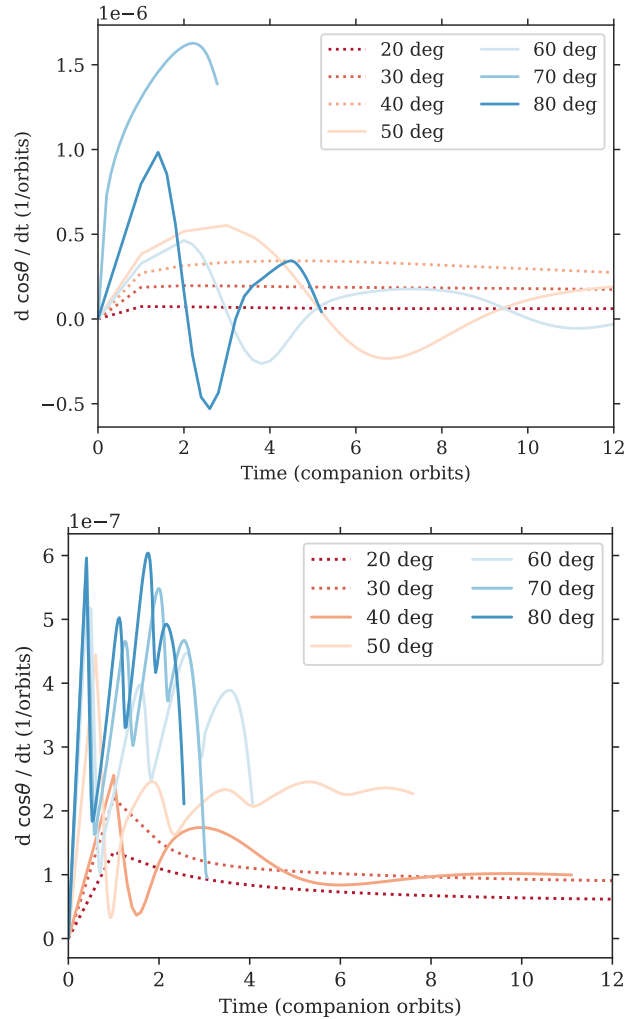 1e−6
d cosθ / dt (1/orbits)
1.5
1.0
0.5
0.0
−0.5
20 deg
30 deg
40 deg
50 deg
60 deg
70 deg
80 deg
0 2 4 6 8 10 12
Time (companion orbits)
1e−7
d cosθ / dt (1/orbits)
6
5
4
3
2
1
0
20 deg
30 deg
40 deg
50 deg
60 deg
70 deg
80 deg
0 2 4 6 8 10 12
Time (companion orbits)